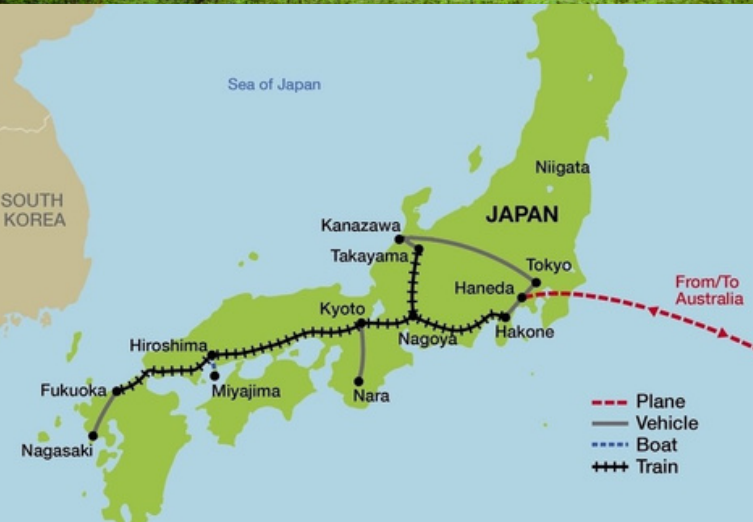 Sea of Japan
SOUTH
KOREA
Niigata
JAPAN
Kanazawa
Takayama
Tokyo
Haneda
From/To
Australia
Kyoto
Nagoya
Hakone
Hiroshima
Fukuoka
Miyajima
Nara
Nagasaki
Plane
Vehicle
Boat
Train